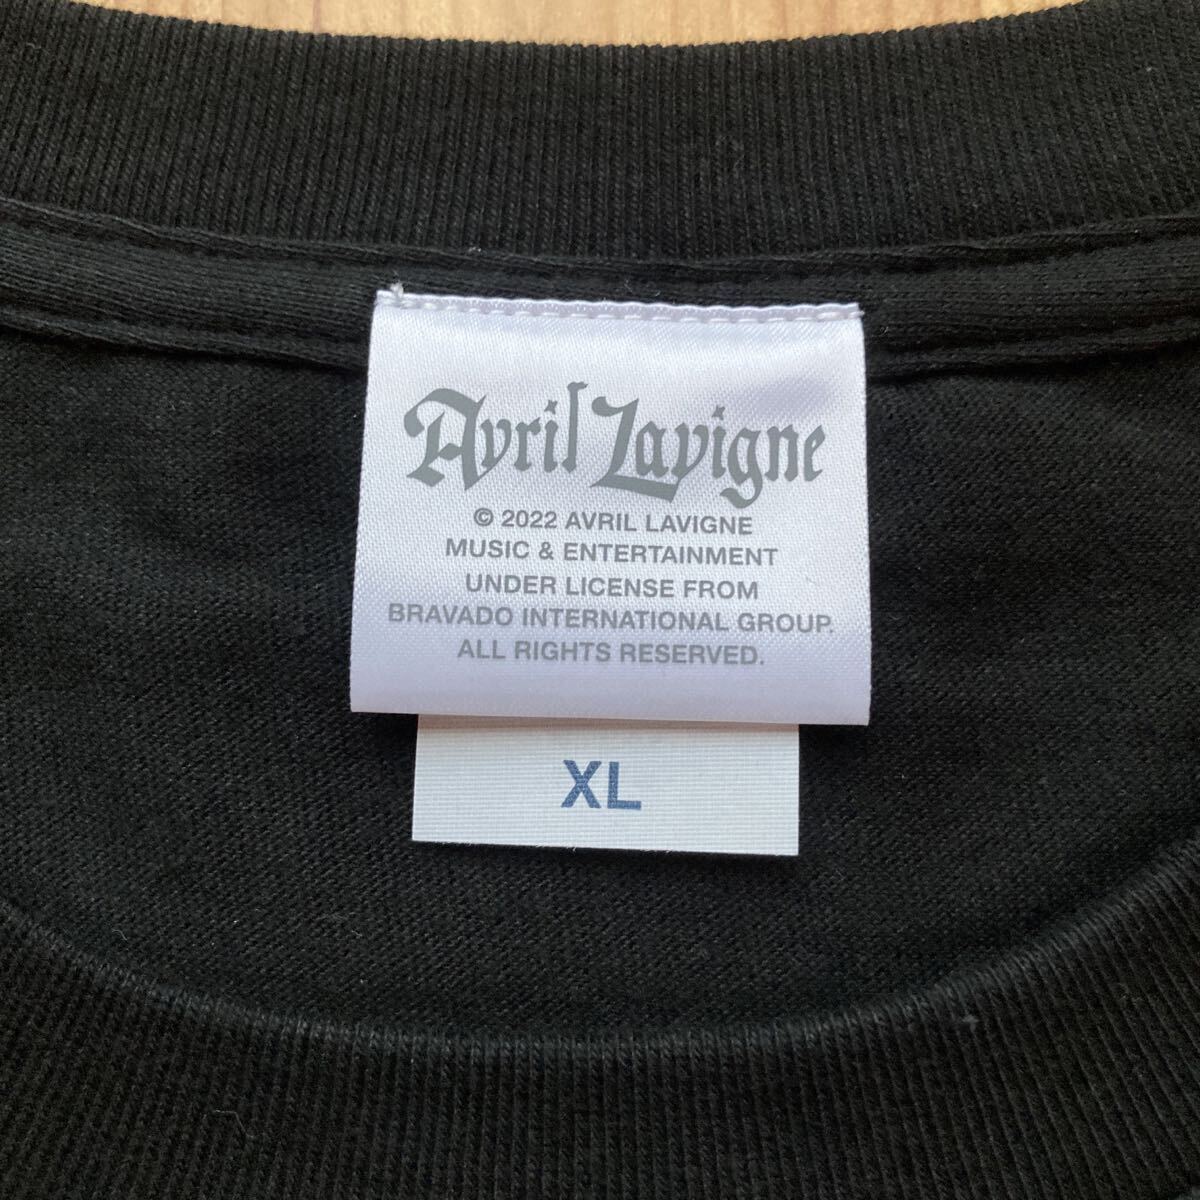 Avril Lavigne
© 2022 AVRIL LAVIGNE
MUSIC & ENTERTAINMENT
UNDER LICENSE FROM
BRAVADO INTERNATIONAL GROUP.
ALL RIGHTS RESERVED.
XL